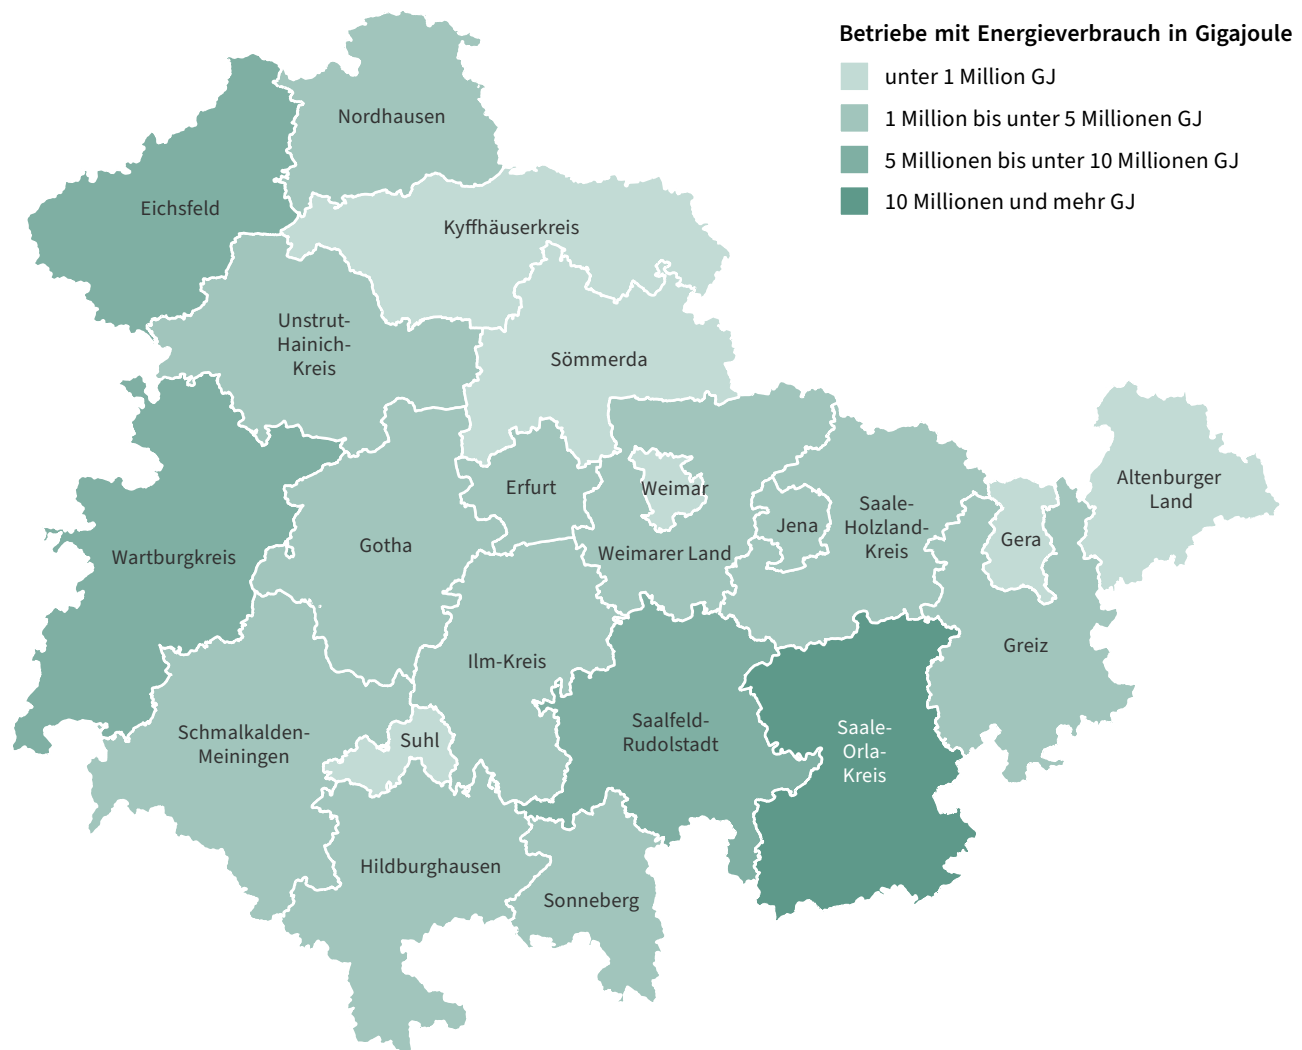 Betriebe mit Energieverbrauch in Gigajoule
unter 1 Million GJ
1 Million bis unter 5 Millionen GJ
5 Millionen bis unter 10 Millionen GJ
10 Millionen und mehr GJ
Nordhausen
Eichsfeld
Kyffhäuserkreis
Unstrut-
Hainich-
Kreis
Sömmerda
Altenburger
Land
Erfurt
Weimar
Saale-
Holzland-
Kreis
Jena
Gera
Gotha
Weimarer Land
Wartburgkreis
Greiz
Ilm-Kreis
Saalfeld-
Rudolstadt
Saale-
Orla-
Kreis
Schmalkalden-
Meiningen
Suhl
Hildburghausen
Sonneberg